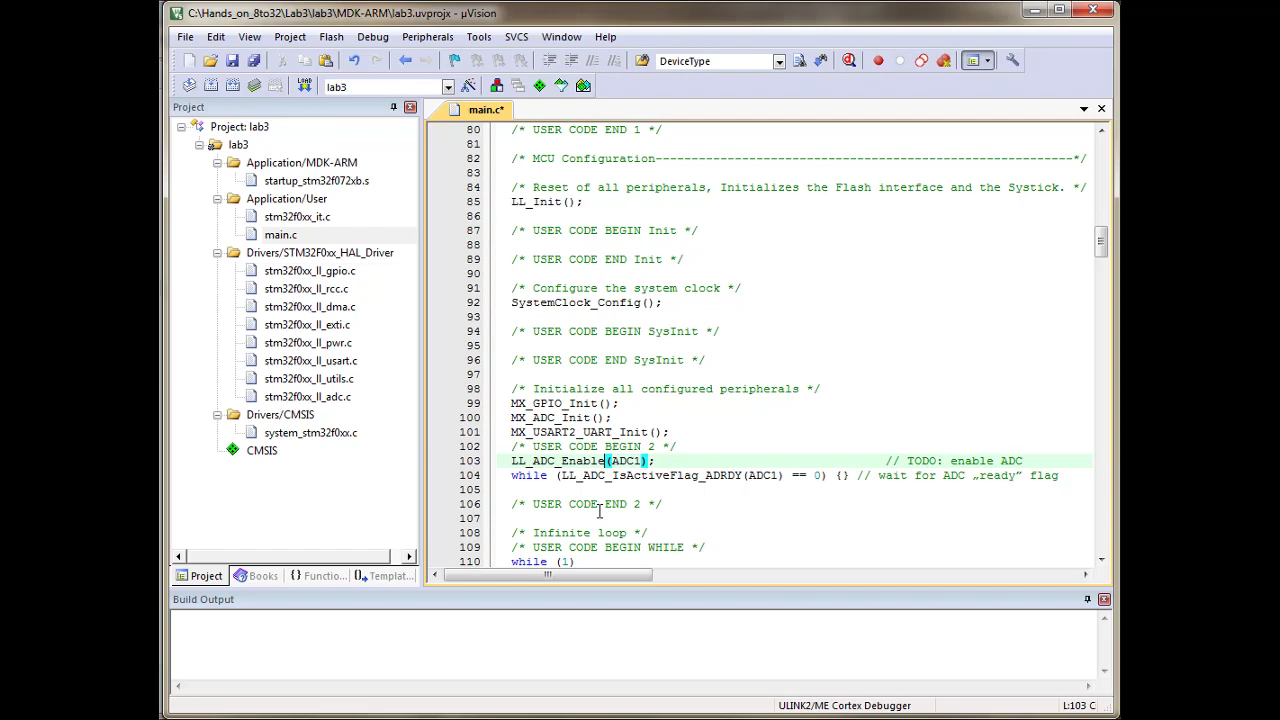 C:\Hands_on_8to32\Lab3\lab3\MDK-ARM\lab3.uvprojx - µVision
File Edit View Project Flash Debug Peripherals Tools SVCS Window Help
DeviceType
LOAD lab3
Project
main.c*
Project: lab3
lab3
Application/MDK-ARM
startup_stm32f072xb.s
Application/User
stm32f0xx_it.c
main.c
Drivers/STM32F0xx_HAL_Driver
stm32f0xx_ll_gpio.c
stm32f0xx_ll_rcc.c
stm32f0xx_ll_dma.c
stm32f0xx_ll_exti.c
stm32f0xx_ll_pwr.c
stm32f0xx_ll_usart.c
stm32f0xx_ll_utils.c
stm32f0xx_ll_adc.c
Drivers/CMSIS
system_stm32f0xx.c
CMSIS
80 /* USER CODE END 1 */
81
82 /* MCU Configuration----------------------------------------------------------*/
83
84 /* Reset of all peripherals, Initializes the Flash interface and the Systick. */
85 LL_Init();
86
87 /* USER CODE BEGIN Init */
88
89 /* USER CODE END Init */
90
91 /* Configure the system clock */
92 SystemClock_Config();
93
94 /* USER CODE BEGIN SysInit */
95
96 /* USER CODE END SysInit */
97
98 /* Initialize all configured peripherals */
99 MX_GPIO_Init();
100 MX_ADC_Init();
101 MX_USART2_UART_Init();
102 /* USER CODE BEGIN 2 */
103 LL_ADC_Enable(ADC1); // TODO: enable ADC
104 while (LL_ADC_IsActiveFlag_ADRDY(ADC1) == 0) {} // wait for ADC „ready” flag
105
106 /* USER CODE END 2 */
107
108 /* Infinite loop */
109 /* USER CODE BEGIN WHILE */
110 while (1)
Project Books {} Functio... Templat...
Build Output
ULINK2/ME Cortex Debugger L:103 C